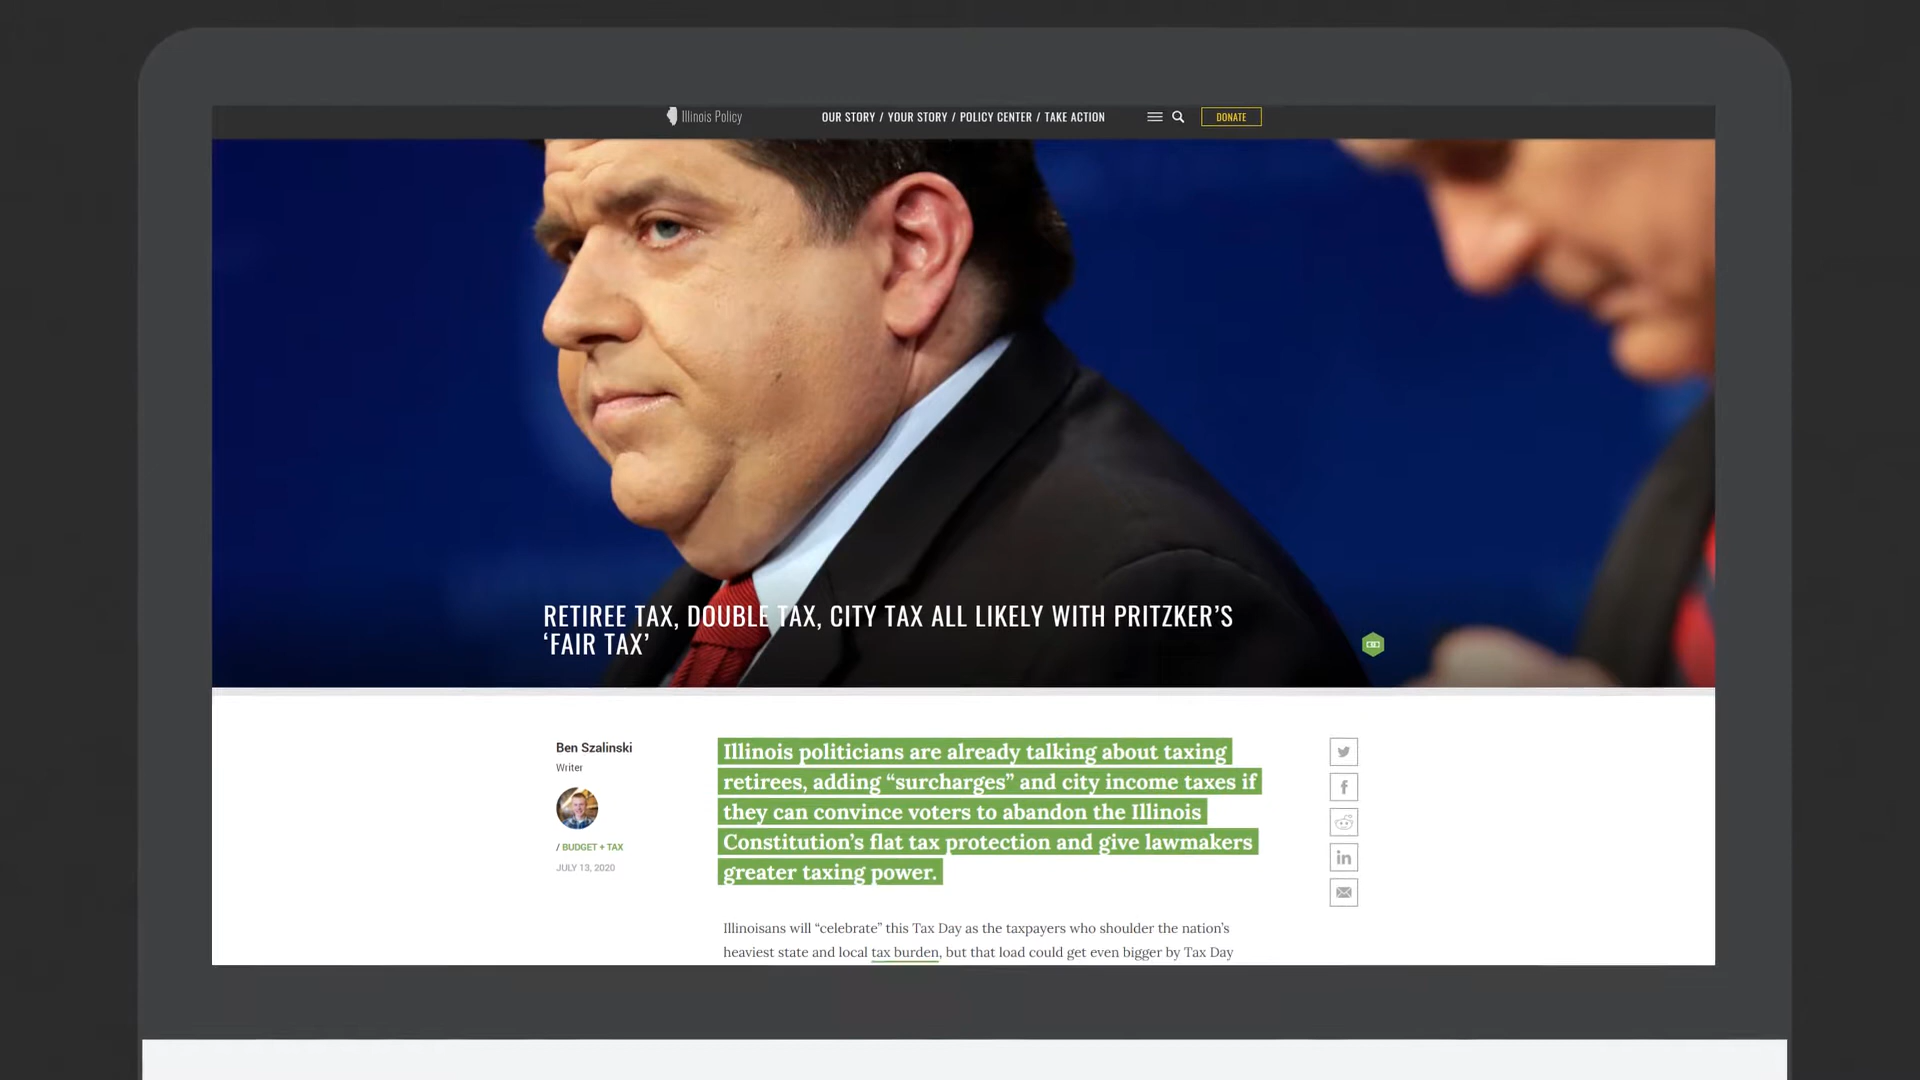 Illinois Policy
OUR STORY / YOUR STORY / POLICY CENTER / TAKE ACTION
DONATE
RETIREE TAX, DOUBLE TAX, CITY TAX ALL LIKELY WITH PRITZKER’S
‘FAIR TAX’
Ben Szalinski
Writer
/ BUDGET + TAX
JULY 13, 2020
Illinois politicians are already talking about taxing
retirees, adding “surcharges” and city income taxes if
they can convince voters to abandon the Illinois
Constitution’s flat tax protection and give lawmakers
greater taxing power.
Illinoisans will “celebrate” this Tax Day as the taxpayers who shoulder the nation’s
heaviest state and local tax burden, but that load could get even bigger by Tax Day